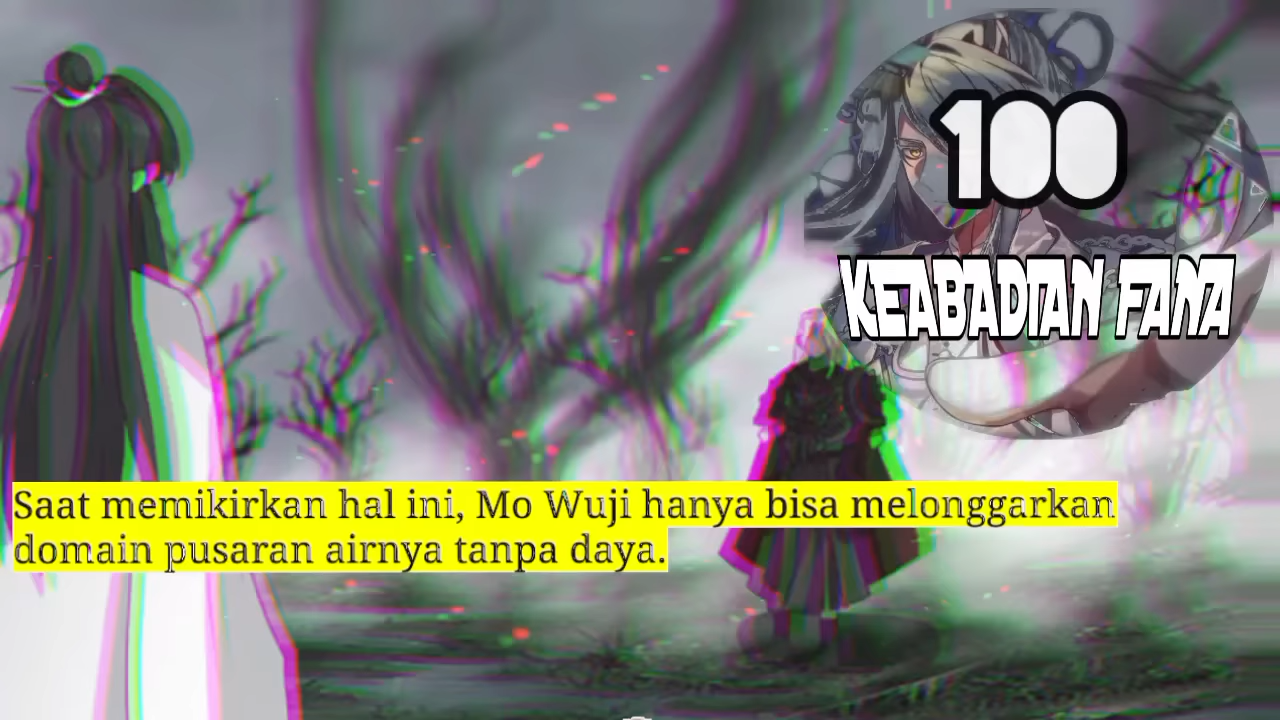 100
KEABADIAN FANA
Saat memikirkan hal ini, Mo Wuji hanya bisa melonggarkan
domain pusaran airnya tanpa daya.